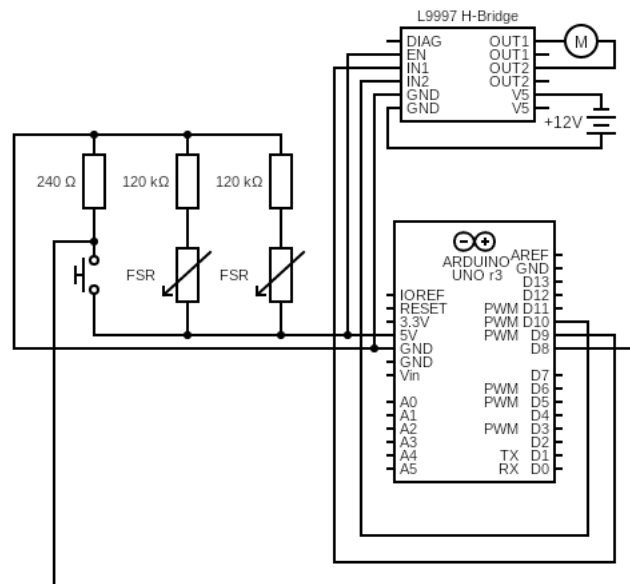 L9997 H-Bridge
DIAG OUT1
EN OUT1
IN1 OUT2
IN2 OUT2
GND V5
GND V5
M
+12V
240 Ω 120 kΩ 120 kΩ
FSR FSR
ARDUINO
UNO r3
AREF
GND
D13
IOREF D12
RESET PWM D11
3.3V PWM D10
5V PWM D9
GND D8
GND
Vin D7
PWM D6
A0 PWM D5
A1 D4
A2 PWM D3
A3 D2
A4 TX D1
A5 RX D0